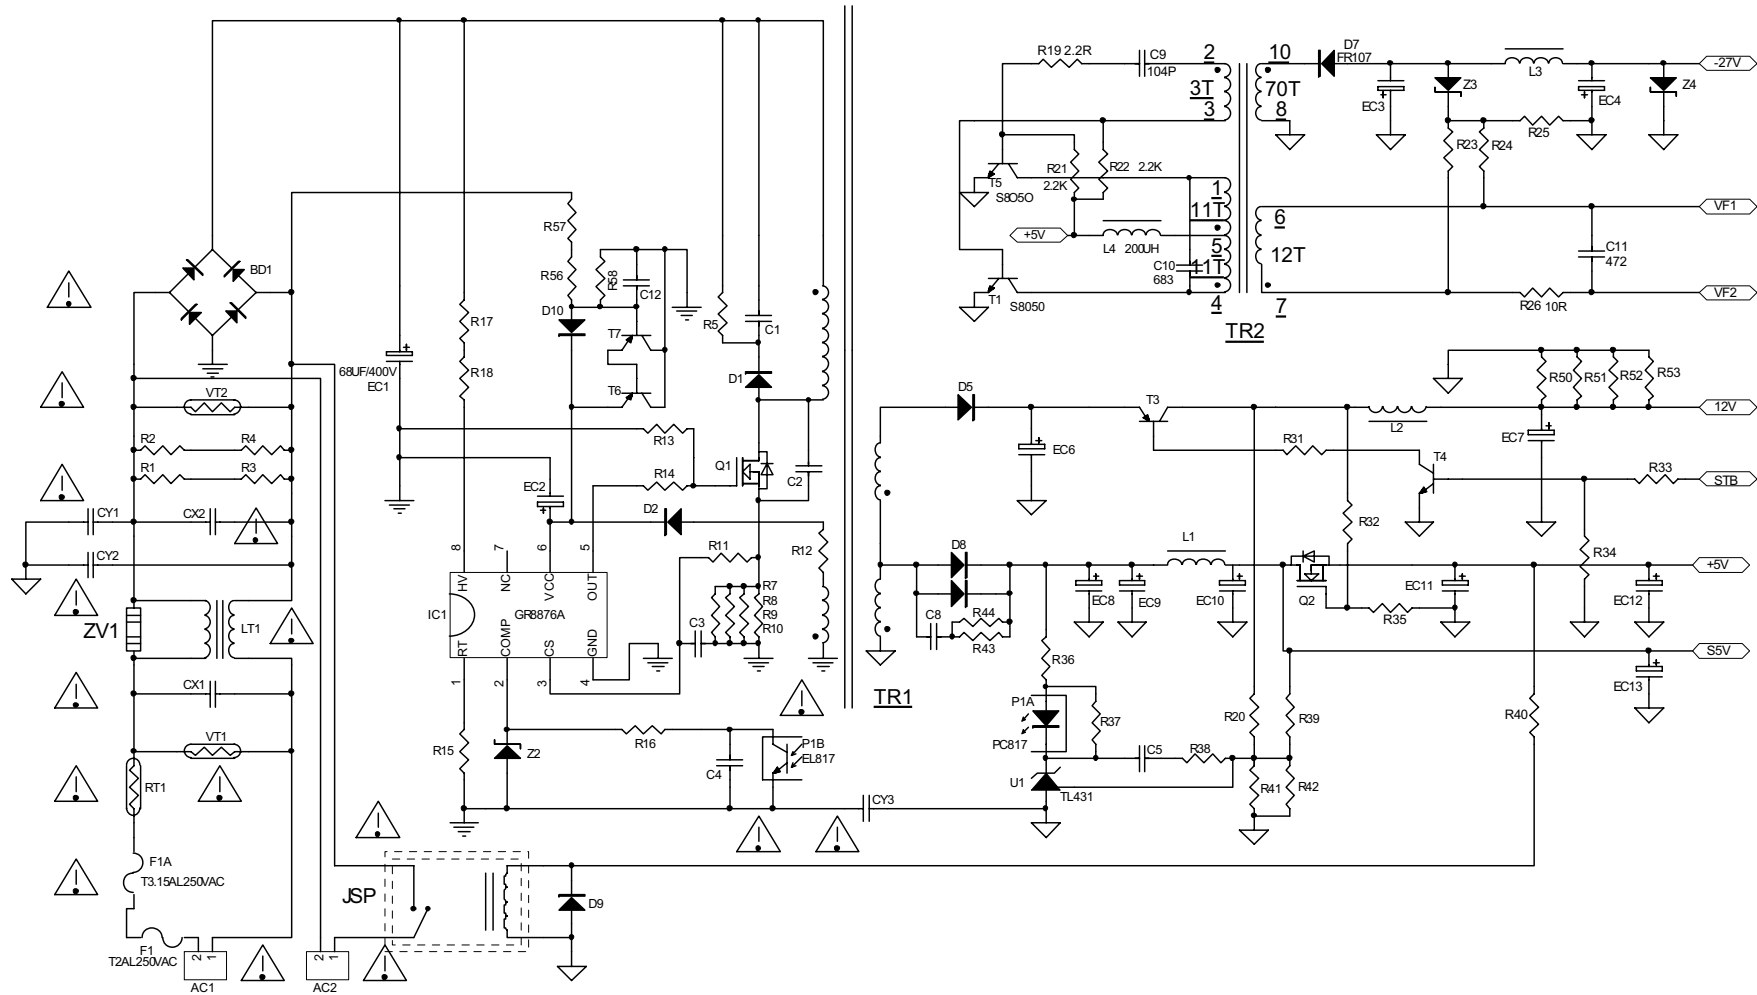 R19 2.2R
C9
104P
2
3T
3
10
70T
8
D7
FR107
EC3
+
Z3
L3
EC4
+
Z4
-27V
R25
R23
R24
R21
2.2K
R22 2.2K
T5
S8O5O
1
11T
5
11T
4
+5V
L4 200UH
C10
683
6
12T
7
TR2
VF1
C11
472
VF2
R26 10R
T1
S8050
BD1
R57
R56
R58
C12
D10
T7
T6
R17
R18
R5
C1
D1
68UF/400V
EC1
+
VT2
R2
R4
R1
R3
CY1
CX2
CY2
ZV1
LT1
CX1
VT1
RT1
F1A
T3.15AL250VAC
F1
T2AL250VAC
2
1
AC1
2
1
AC2
R13
R14
Q1
C2
EC2
+
D2
R12
R11
8
7
6
5
HV
NC
VCC
OUT
IC1
GR8876A
RT
COMP
CS
GND
1
2
3
4
C3
R7
R8
R9
R10
R15
Z2
R16
C4
P1B
EL817
CY3
JSP
D9
TR1
D5
EC6
+
T3
R31
T4
L2
EC7
+
R50
R51
R52
R53
12V
R33
STB
R32
R34
D8
C8
R44
R43
EC8
+
EC9
+
L1
EC10
+
Q2
R35
EC11
+
EC12
+
+5V
S5V
EC13
+
R36
P1A
PC817
R37
C5
R38
U1
TL431
R20
R39
R41
R42
R40